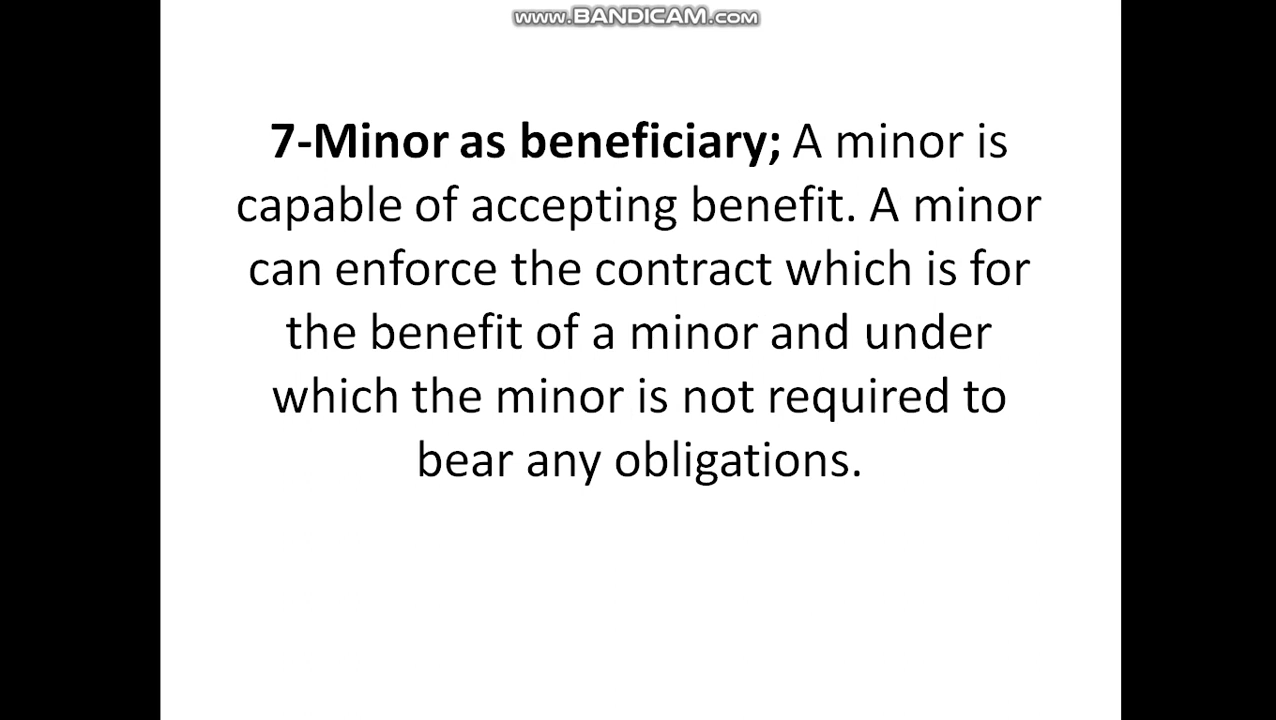 www.BANDICAM.com
7-Minor as beneficiary; A minor is
capable of accepting benefit. A minor
can enforce the contract which is for
the benefit of a minor and under
which the minor is not required to
bear any obligations.